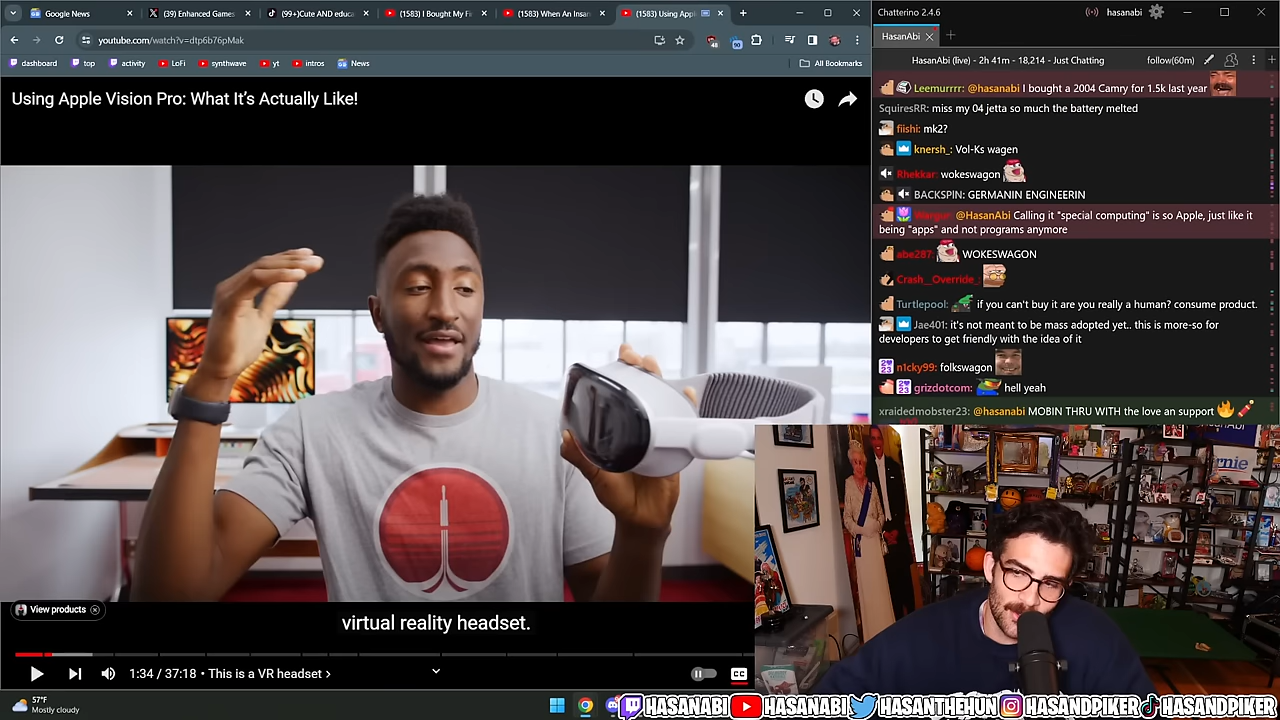 Google News
(39) Enhanced Games
(99+)Cute AND educa
(1583) I Bought My Fi
(1583) When An Insan
(1583) Using Appl
youtube.com/watch?v=dtp6b76pMak
48
90
dashboard
top
activity
LoFi
synthwave
yt
intros
News
All Bookmarks
Using Apple Vision Pro: What It's Actually Like!
View products
virtual reality headset.
1:34 / 37:18 • This is a VR headset >
CC
57°F
Mostly cloudy
Chatterino 2.4.6
hasanabi
HasanAbi
HasanAbi (live) - 2h 41m - 18,214 - Just Chatting
follow(60m)
Leemurrrr: @hasanabi I bought a 2004 Camry for 1.5k last year
SquiresRR: miss my 04 jetta so much the battery melted
fiishi: mk2?
knersh_: Vol-Ks wagen
Rhekkar: wokeswagon
BACKSPIN: GERMANIN ENGINEERIN
@HasanAbi Calling it "special computing" is so Apple, just like it
being "apps" and not programs anymore
abe287: WOKESWAGON
Crash__Override_:
Turtlepool: if you can't buy it are you really a human? consume product.
Jae401: it's not meant to be mass adopted yet.. this is more-so for
developers to get friendly with the idea of it
n1cky99: folkswagon
grizdotcom: hell yeah
xraidedmobster23: @hasanabi MOBIN THRU WITH the love an support
ernie
HASANABI
HASANABI
HASANTHEHUN
HASANDPIKER
HASANDPIKER